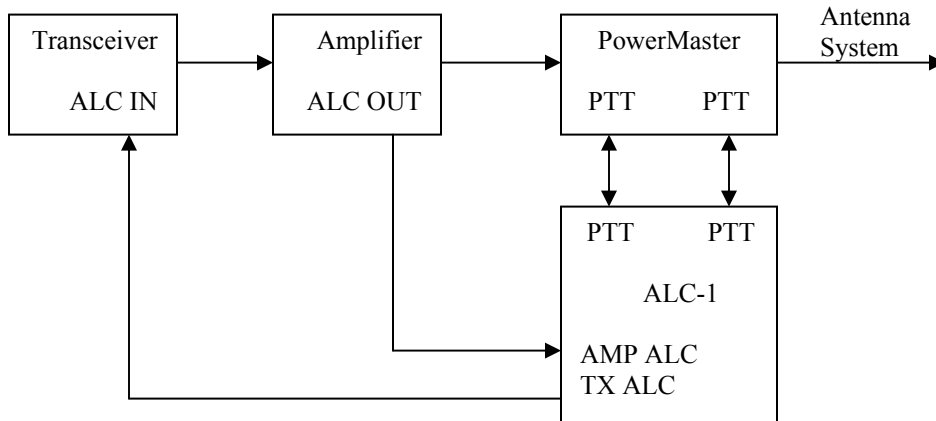 Transceiver
ALC IN
Amplifier
ALC OUT
PowerMaster
PTT PTT
Antenna
System
PTT PTT
ALC-1
AMP ALC
TX ALC